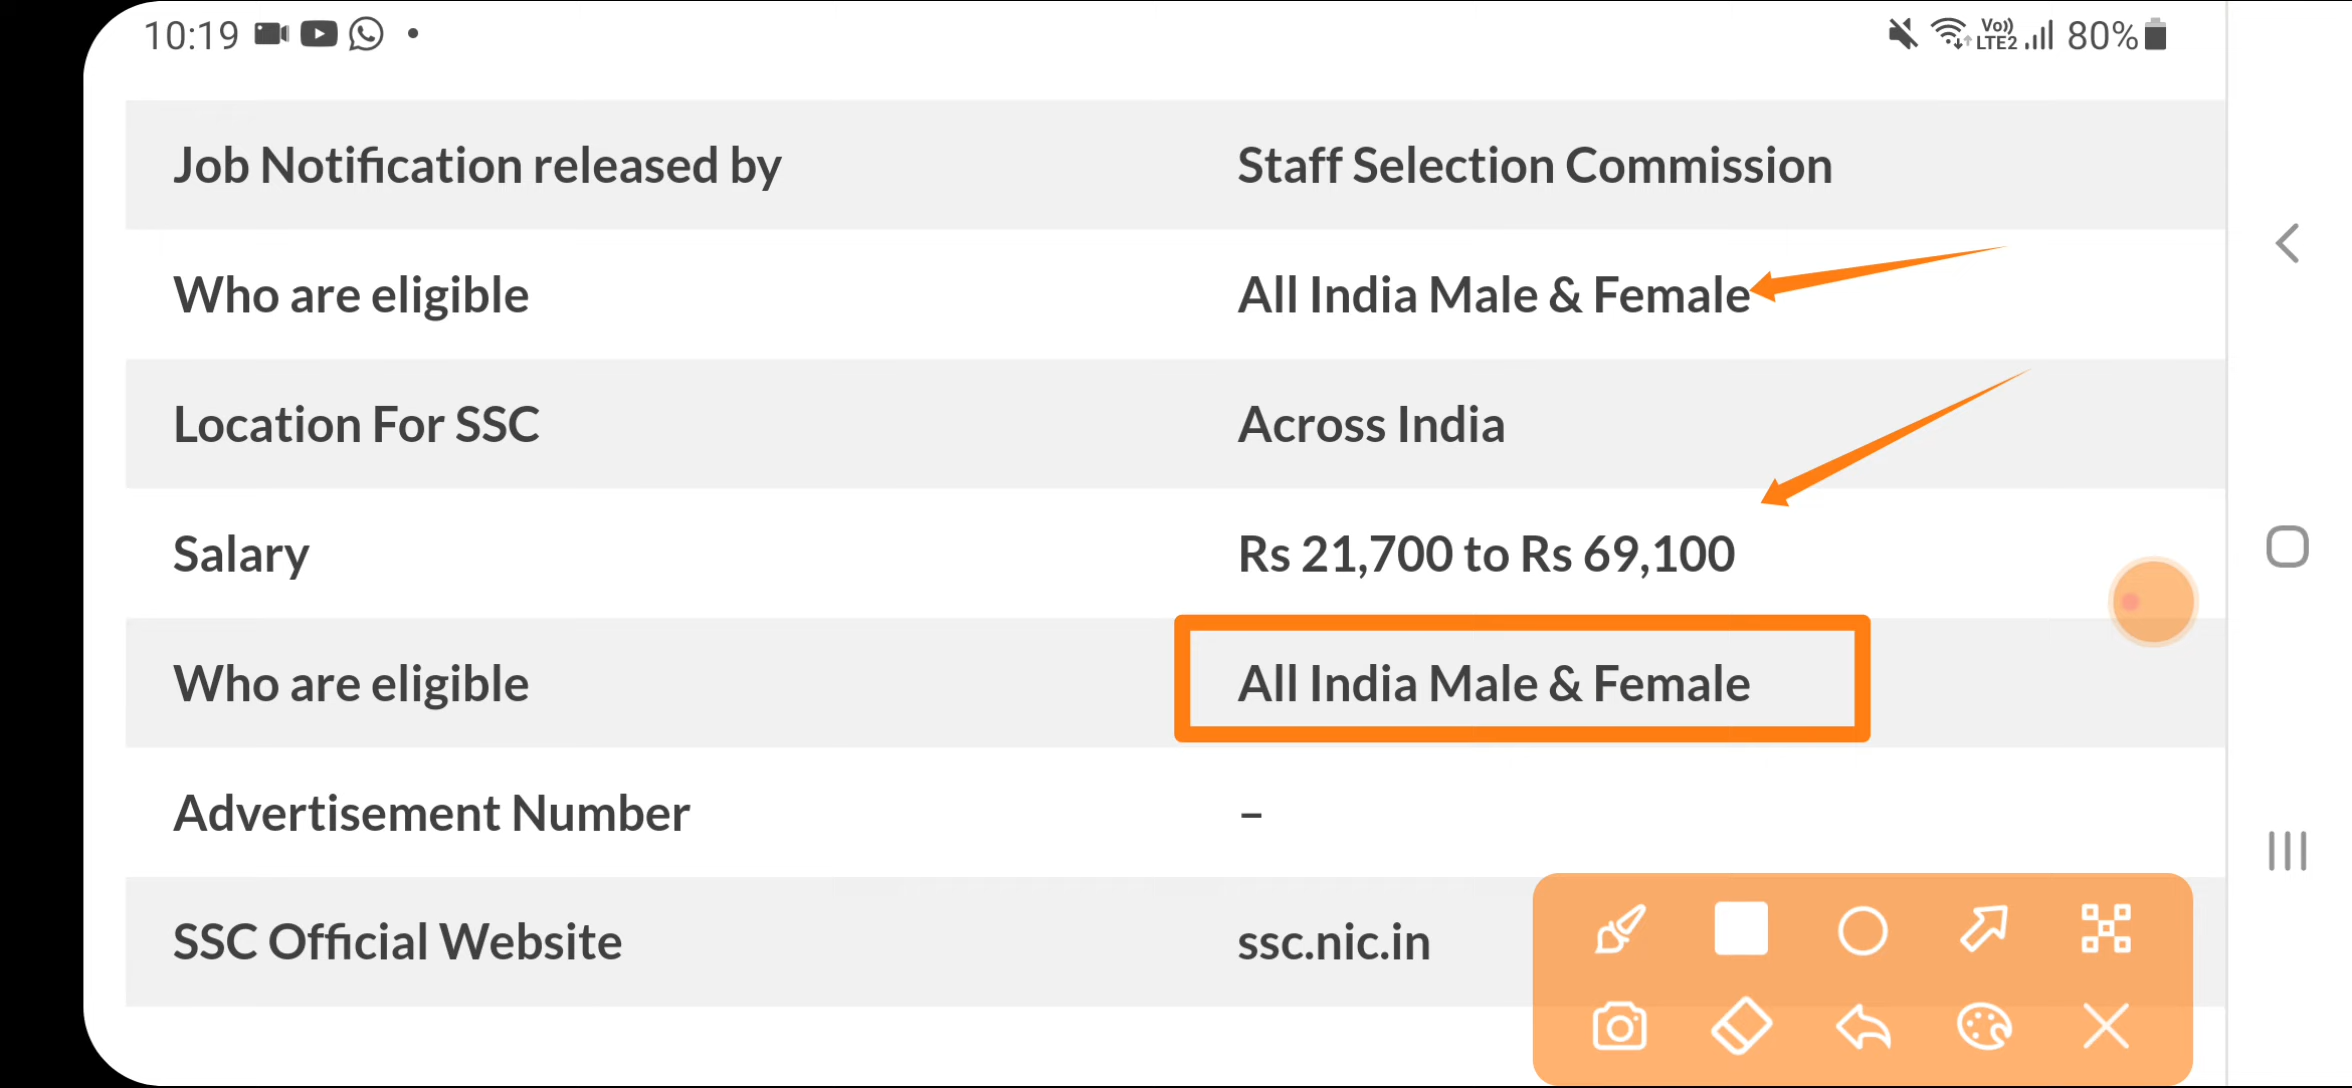 10:19
Vo))
LTE2
80%
Job Notification released by Staff Selection Commission
Who are eligible All India Male & Female
Location For SSC Across India
Salary Rs 21,700 to Rs 69,100
Who are eligible All India Male & Female
Advertisement Number –
SSC Official Website ssc.nic.in